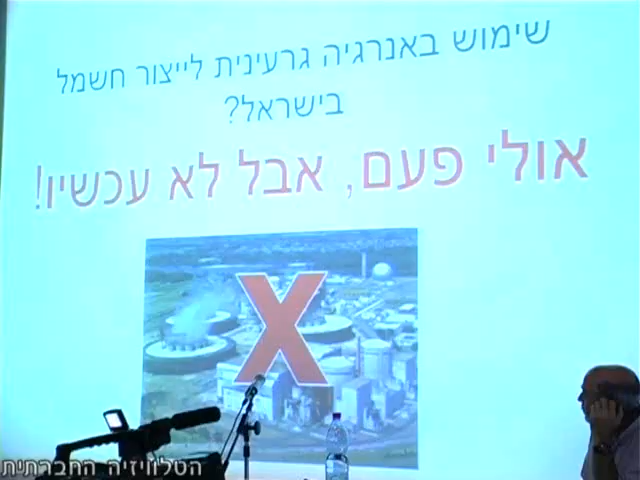 שימוש באנרגיה גרעינית לייצור חשמל
בישראל?
אולי פעם, אבל לא עכשיו!
X
הטלוויזיה החברתית